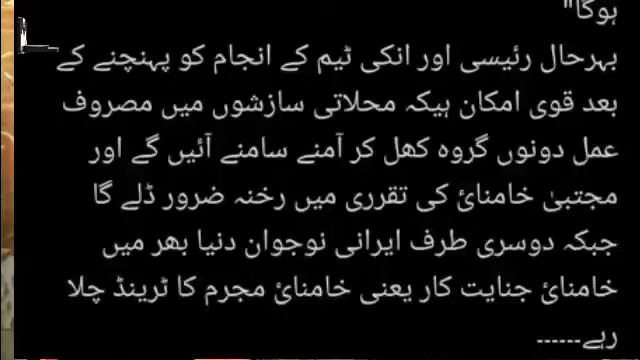 ہوگا"
بہرحال رئیسی اور انکی ٹیم کے انجام کو پہنچنے کے
بعد قوی امکان ہیکہ محلاتی سازشوں میں مصروف
عمل دونوں گروہ کھل کر آمنے سامنے آئیں گے اور
مجتبیٰ خامنائ کی تقرری میں رخنہ ضرور ڈلے گا
جبکہ دوسری طرف ایرانی نوجوان دنیا بھر میں
خامنائ جنایت کار یعنی خامنائ مجرم کا ٹرینڈ چلا
رہے------